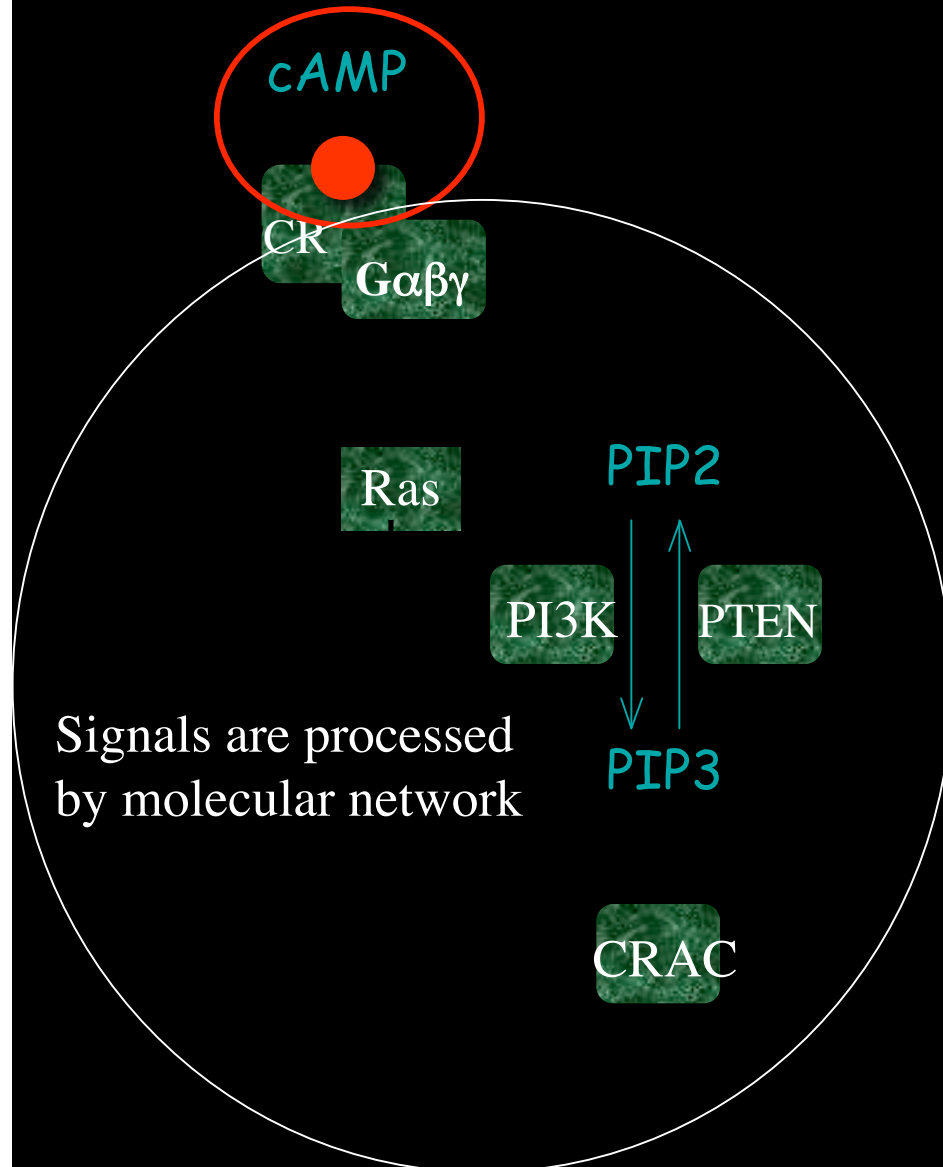 cAMP
CR
Gαβγ
Ras
PIP2
PI3K
PTEN
PIP3
Signals are processed
by molecular network
CRAC